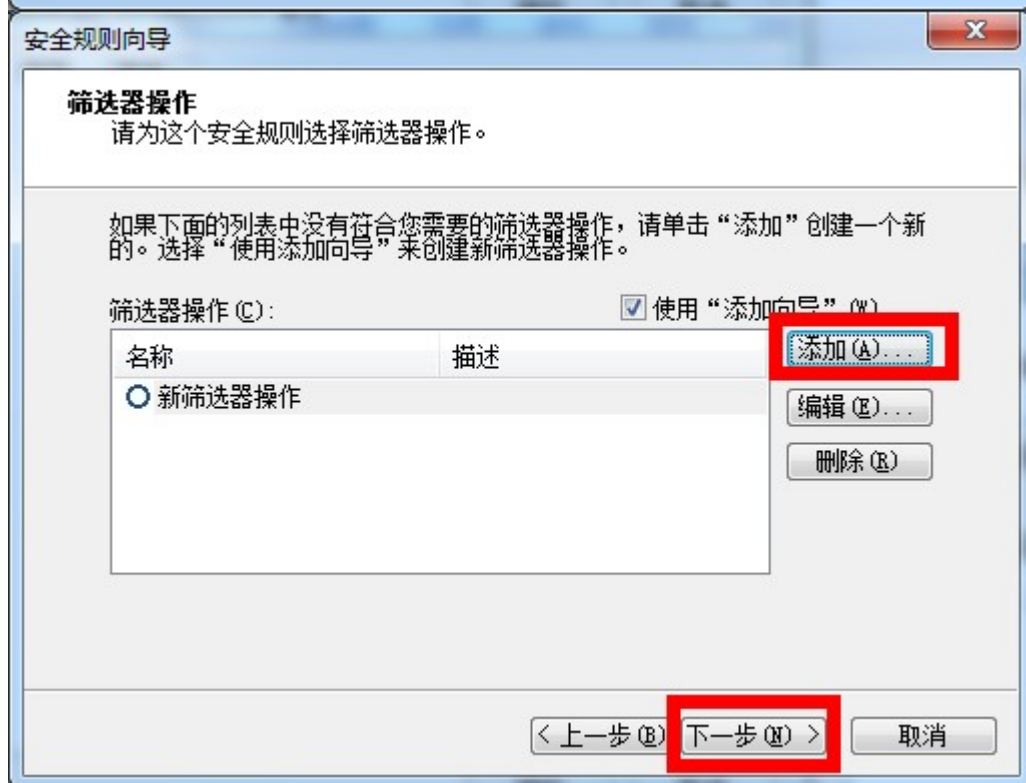 安全规则向导
筛选器操作
请为这个安全规则选择筛选器操作。
如果下面的列表中没有符合您需要的筛选器操作，请单击“添加”创建一个新
的。选择“使用添加向导”来创建新筛选器操作。
筛选器操作(C):
使用“添加向导”(W)
添加(A)...
名称 描述
新筛选器操作
编辑(E)...
删除(R)
< 上一步(B) 下一步(N) > 取消